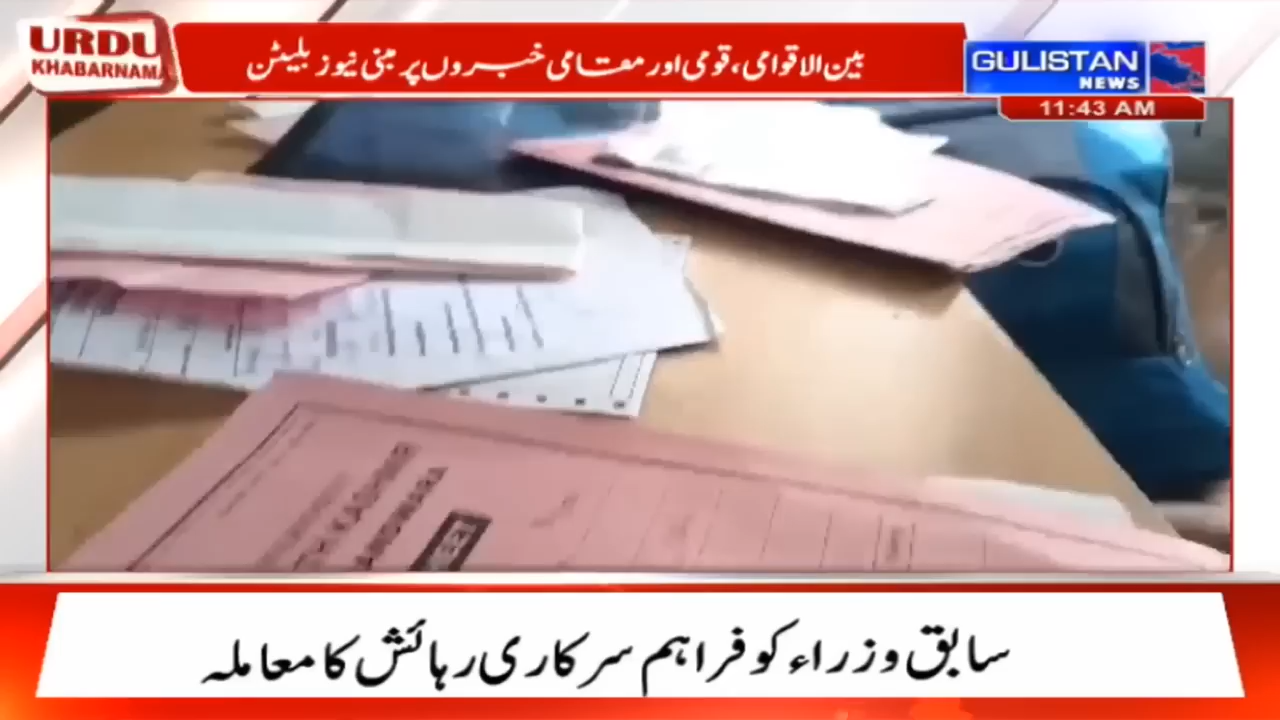 URDU
KHABARNAMA
بین الاقوامی، قومی اور مقامی خبروں پر مبنی نیوز بلیٹن
GULISTAN
NEWS
11:43 AM
سابق وزراء کو فراہم سرکاری رہائش کا معاملہ